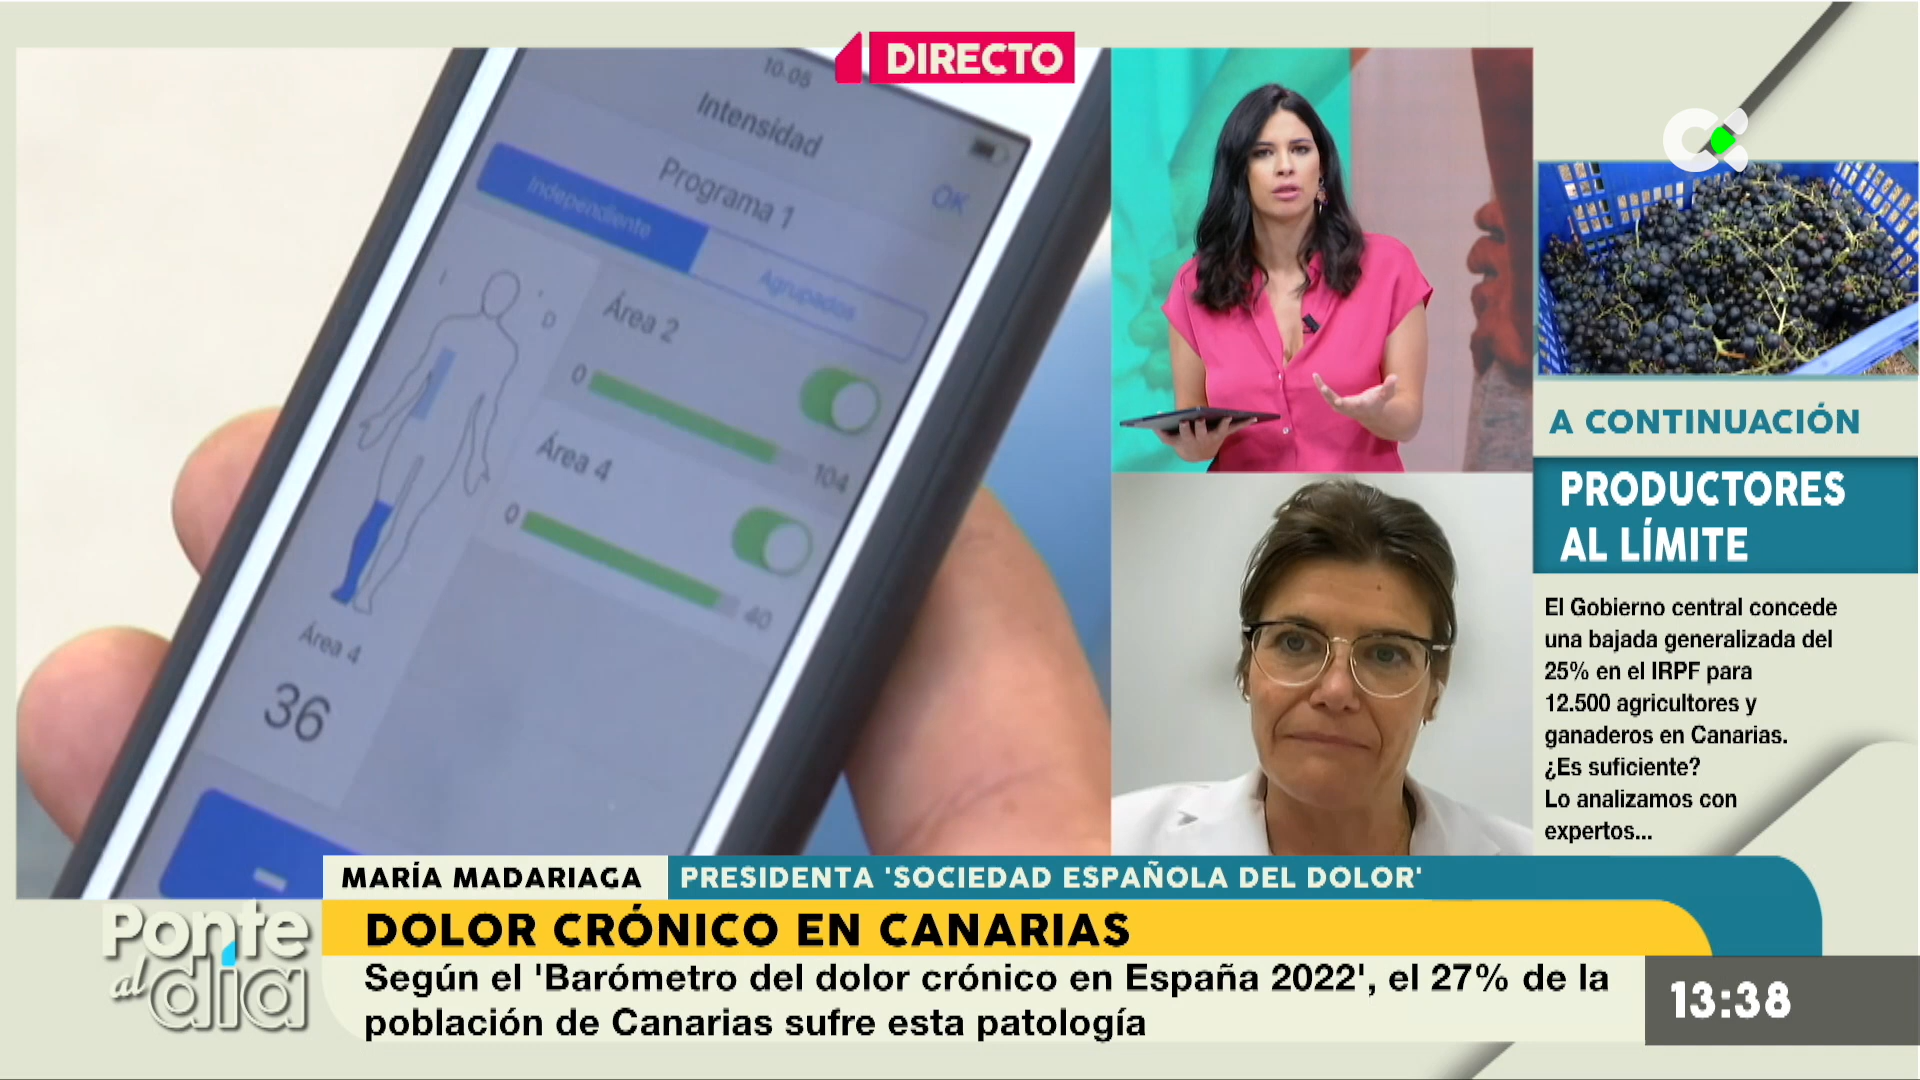 DIRECTO
10:05
Intensidad
Programa 1
OK
Independiente
Agrupados
I
D
Área 2
0
104
Área 4
0
40
Área 4
36
A CONTINUACIÓN
PRODUCTORES
AL LÍMITE
El Gobierno central concede
una bajada generalizada del
25% en el IRPF para
12.500 agricultores y
ganaderos en Canarias.
¿Es suficiente?
Lo analizamos con
expertos...
MARÍA MADARIAGA
PRESIDENTA 'SOCIEDAD ESPAÑOLA DEL DOLOR'
DOLOR CRÓNICO EN CANARIAS
Según el 'Barómetro del dolor crónico en España 2022', el 27% de la
población de Canarias sufre esta patología
Ponte
al día
13:38